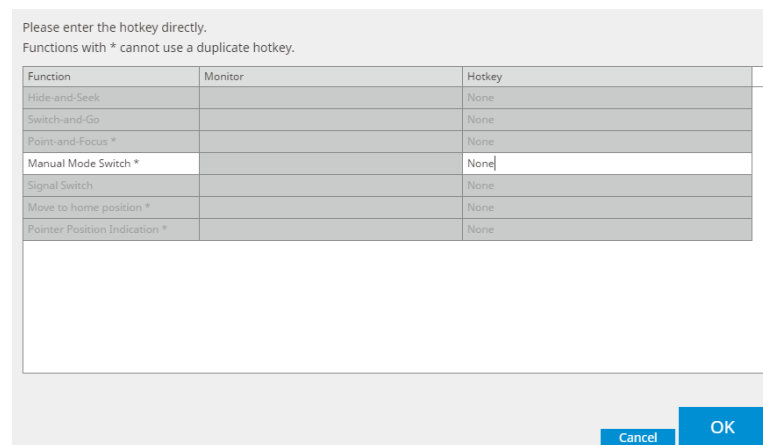 Please enter the hotkey directly.
Functions with * cannot use a duplicate hotkey.
Function Monitor Hotkey
Hide-and-Seek None
Switch-and-Go None
Point-and-Focus * None
Manual Mode Switch * None
Signal Switch None
Move to home position * None
Pointer Position Indication * None
Cancel OK